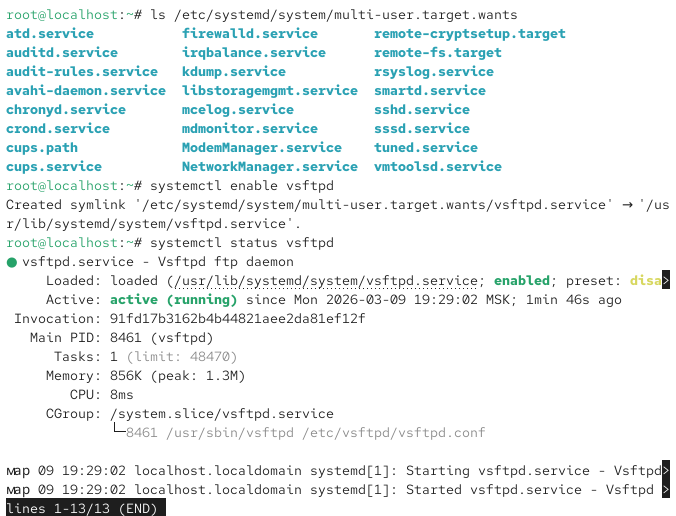 root@localhost:~# ls /etc/systemd/system/multi-user.target.wants
atd.service firewalld.service remote-cryptsetup.target
auditd.service irqbalance.service remote-fs.target
audit-rules.service kdump.service rsyslog.service
avahi-daemon.service libstoragemgmt.service smartd.service
chronyd.service mcelog.service sshd.service
crond.service mdmonitor.service sssd.service
cups.path ModemManager.service tuned.service
cups.service NetworkManager.service vmtoolsd.service
root@localhost:~# systemctl enable vsftpd
Created symlink '/etc/systemd/system/multi-user.target.wants/vsftpd.service' → '/us
r/lib/systemd/system/vsftpd.service'.
root@localhost:~# systemctl status vsftpd
● vsftpd.service - Vsftpd ftp daemon
Loaded: loaded (/usr/lib/systemd/system/vsftpd.service; enabled; preset: disa>
Active: active (running) since Mon 2026-03-09 19:29:02 MSK; 1min 46s ago
Invocation: 91fd17b3162b4b44821aee2da81ef12f
Main PID: 8461 (vsftpd)
Tasks: 1 (limit: 48470)
Memory: 856K (peak: 1.3M)
CPU: 8ms
CGroup: /system.slice/vsftpd.service
└─8461 /usr/sbin/vsftpd /etc/vsftpd/vsftpd.conf
мар 09 19:29:02 localhost.localdomain systemd[1]: Starting vsftpd.service - Vsftpd>
мар 09 19:29:02 localhost.localdomain systemd[1]: Started vsftpd.service - Vsftpd >
lines 1-13/13 (END)